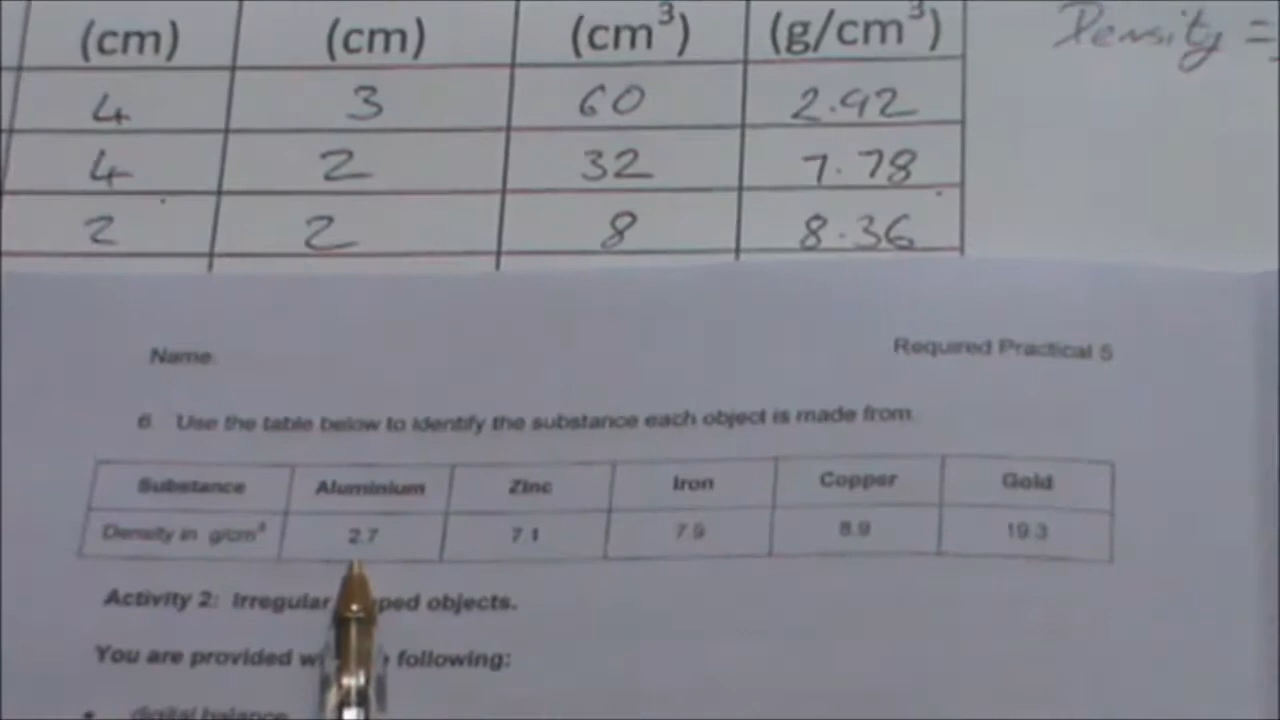 (cm) (cm) (cm³) (g/cm³) Density =
4 3 60 2.92
4 2 32 7.78
2 2 8 8.36
Name
Required Practical 5
6. Use the table below to identify the substance each object is made from.
Substance Aluminium Zinc Iron Copper Gold
Density in g/cm³ 2.7 7.1 7.9 8.9 19.3
Activity 2: Irregular objects.
You are provided following:
• digital balance